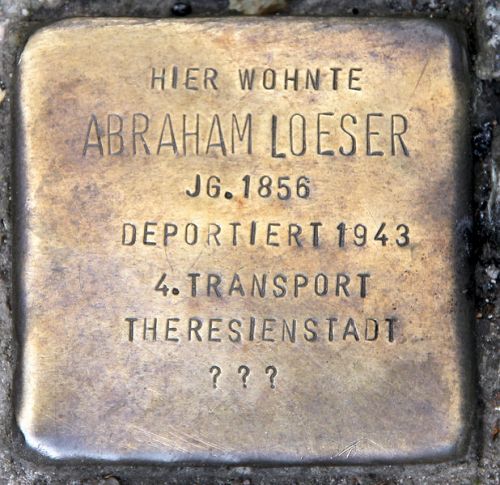 HIER WOHNTE
ABRAHAM LOESER
JG. 1856
DEPORTIERT 1943
4. TRANSPORT
THERESIENSTADT
? ? ?